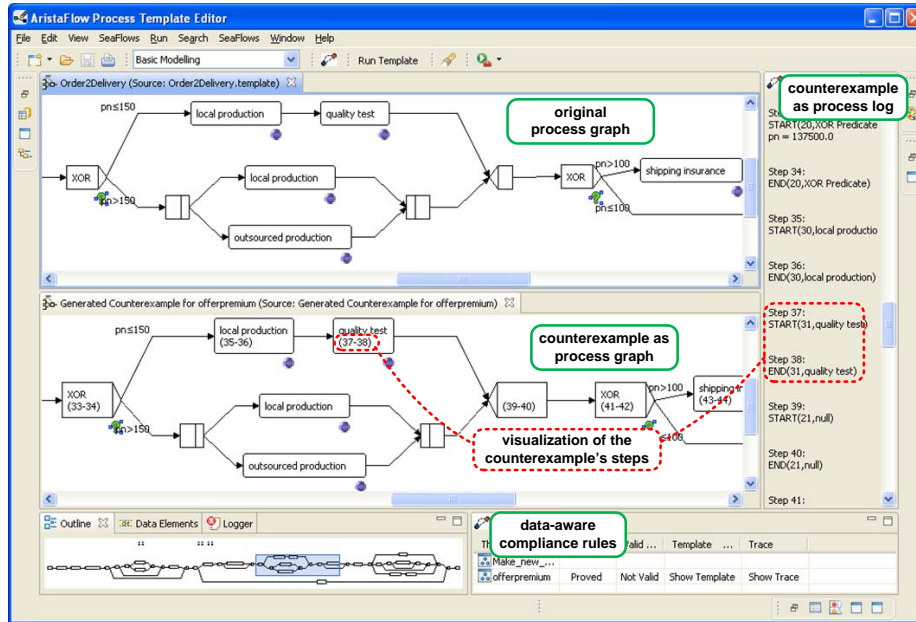 AristaFlow Process Template Editor
File Edit View SeaFlows Run Search SeaFlows Window Help
Basic Modelling Run Template
Order2Delivery (Source: Order2Delivery.template)
pn≤150
local production
quality test
original
process graph
XOR
pn>150
local production
outsourced production
XOR
pn>100
shipping insurance
pn≤100
counterexample
as process log
START(20,XOR Predicate
pn = 137500.0
Step 34:
END(20,XOR Predicate)
Step 35:
START(30,local productio
Step 36:
END(30,local production)
Step 37:
START(31,quality test)
Step 38:
END(31,quality test)
Step 39:
START(21,null)
Step 40:
END(21,null)
Step 41:
Generated Counterexample for offerpremium (Source: Generated Counterexample for offerpremium)
pn≤150
local production
(35-36)
quality test
(37-38)
counterexample as
process graph
XOR
(33-34)
pn>150
local production
outsourced production
(39-40)
XOR
(41-42)
pn>100
shipping in
(43-44)
≤100
visualization of the
counterexample's steps
Outline Data Elements Logger
data-aware
compliance rules
Th Valid ... Template ... Trace
Make_new_...
offerpremium Proved Not Valid Show Template Show Trace